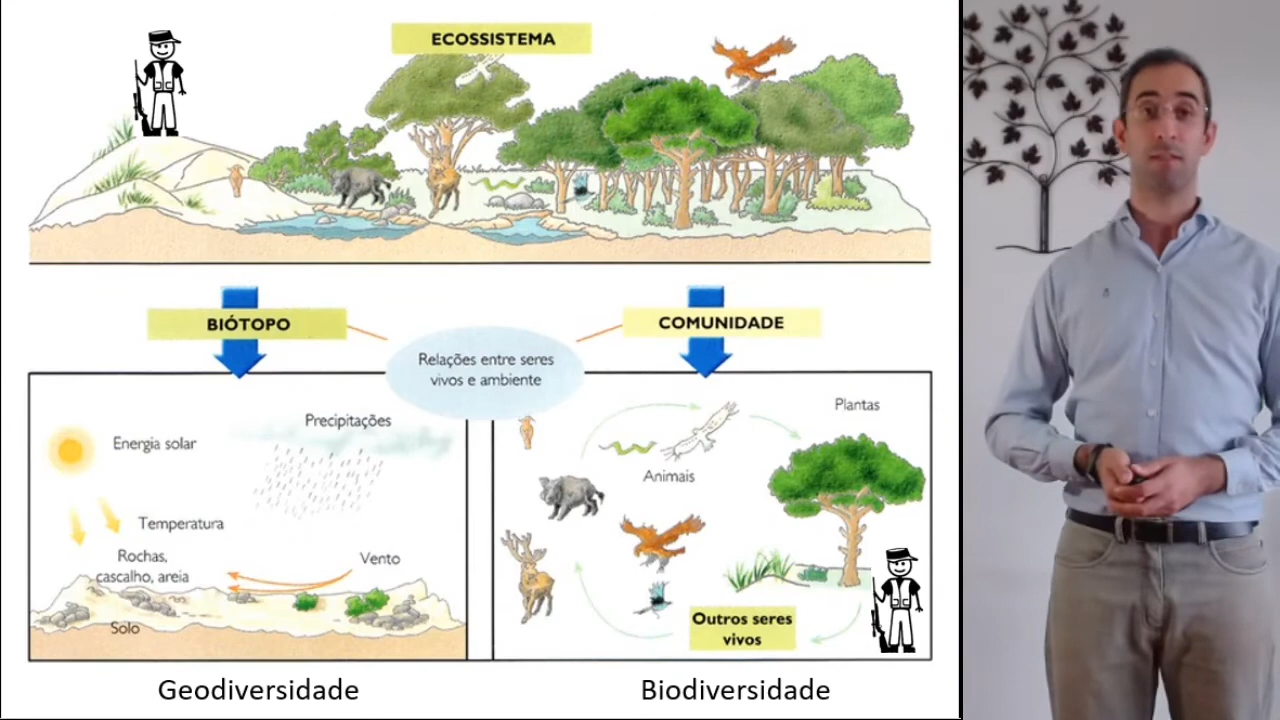 ECOSSISTEMA
BIÓTOPO
COMUNIDADE
Relações entre seres
vivos e ambiente
Precipitações
Energia solar
Temperatura
Rochas,
cascalho, areia
Vento
Solo
Plantas
Animais
Outros seres
vivos
Geodiversidade
Biodiversidade